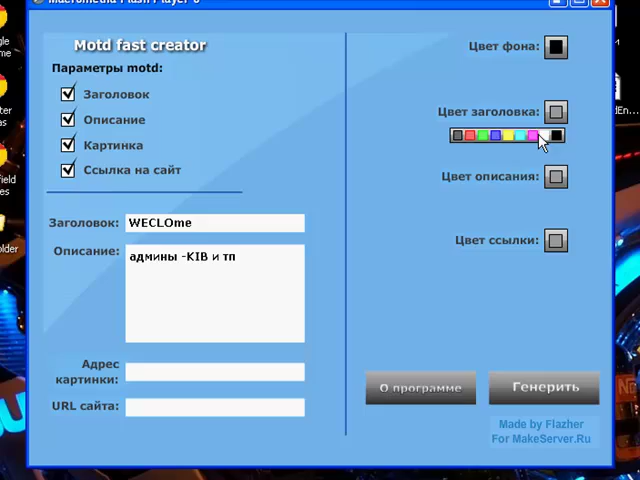 Macromedia Flash Player 8
Motd fast creator
Параметры motd:
Заголовок
Описание
Картинка
Ссылка на сайт
Заголовок:
WECLOme
Описание:
админы -KIB и тп
Адрес
картинки:
URL сайта:
Цвет фона:
Цвет заголовка:
Цвет описания:
Цвет ссылки:
О программе
Генерить
Made by Flazher
For MakeServer.Ru